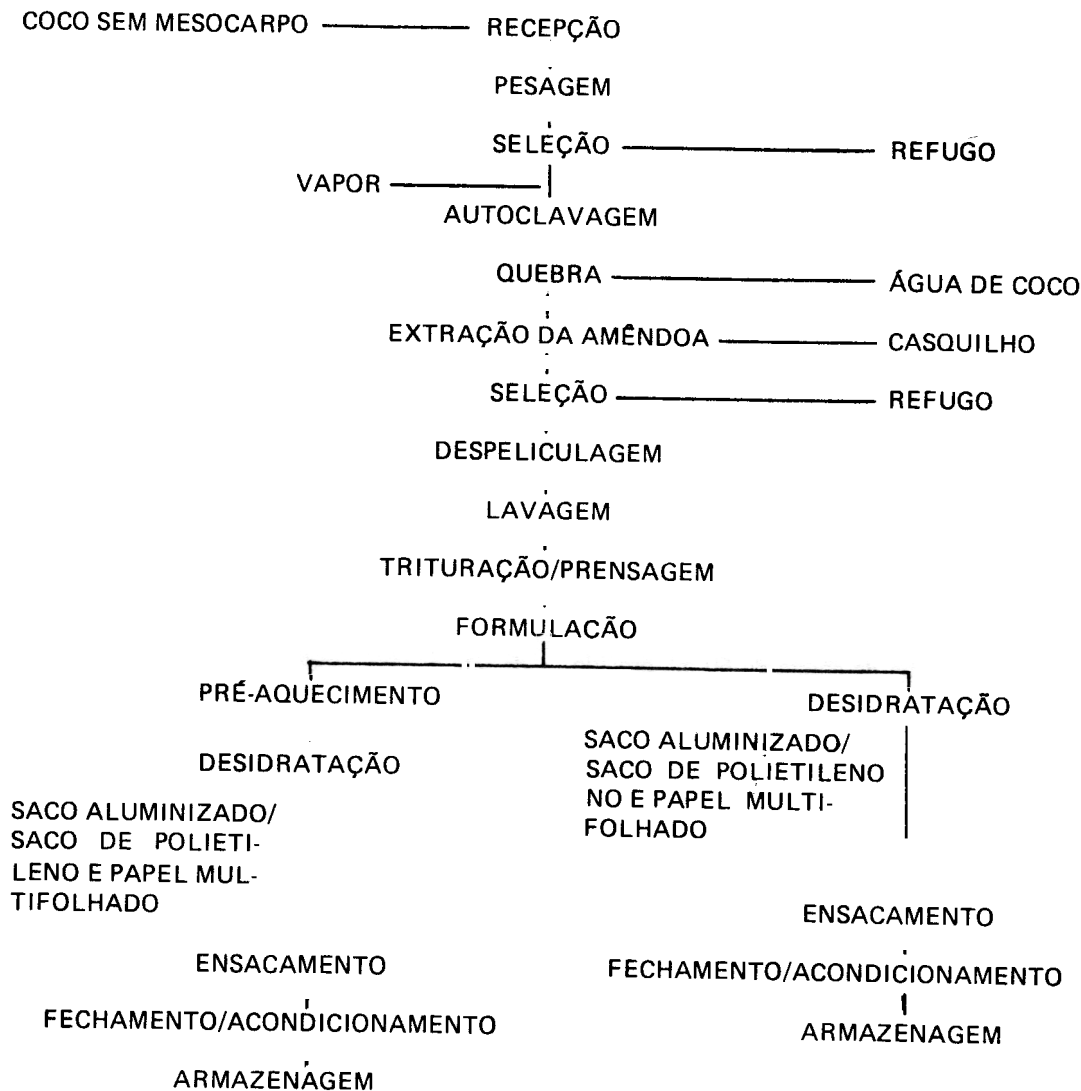 COCO SEM MESOCARPO RECEPÇÃO
PESAGEM
SELEÇÃO REFUGO
VAPOR
AUTOCLAVAGEM
QUEBRA ÁGUA DE COCO
EXTRAÇÃO DA AMÊNDOA CASQUILHO
SELEÇÃO REFUGO
DESPELICULAGEM
LAVAGEM
TRITURAÇÃO/PRENSAGEM
FORMULACÃO
PRÉ-AQUECIMENTO
DESIDRATAÇÃO
SACO ALUMINIZADO/
SACO DE POLIETI-
LENO E PAPEL MUL-
TIFOLHADO
ENSACAMENTO
FECHAMENTO/ACONDICIONAMENTO
ARMAZENAGEM
DESIDRATAÇÃO
SACO ALUMINIZADO/
SACO DE POLIETILENO
NO E PAPEL MULTI-
FOLHADO
ENSACAMENTO
FECHAMENTO/ACONDICIONAMENTO
ARMAZENAGEM